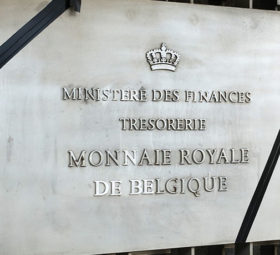 MINISTERE DES FINANCES
TRESORERIE
MONNAIE ROYALE
DE BELGIQUE